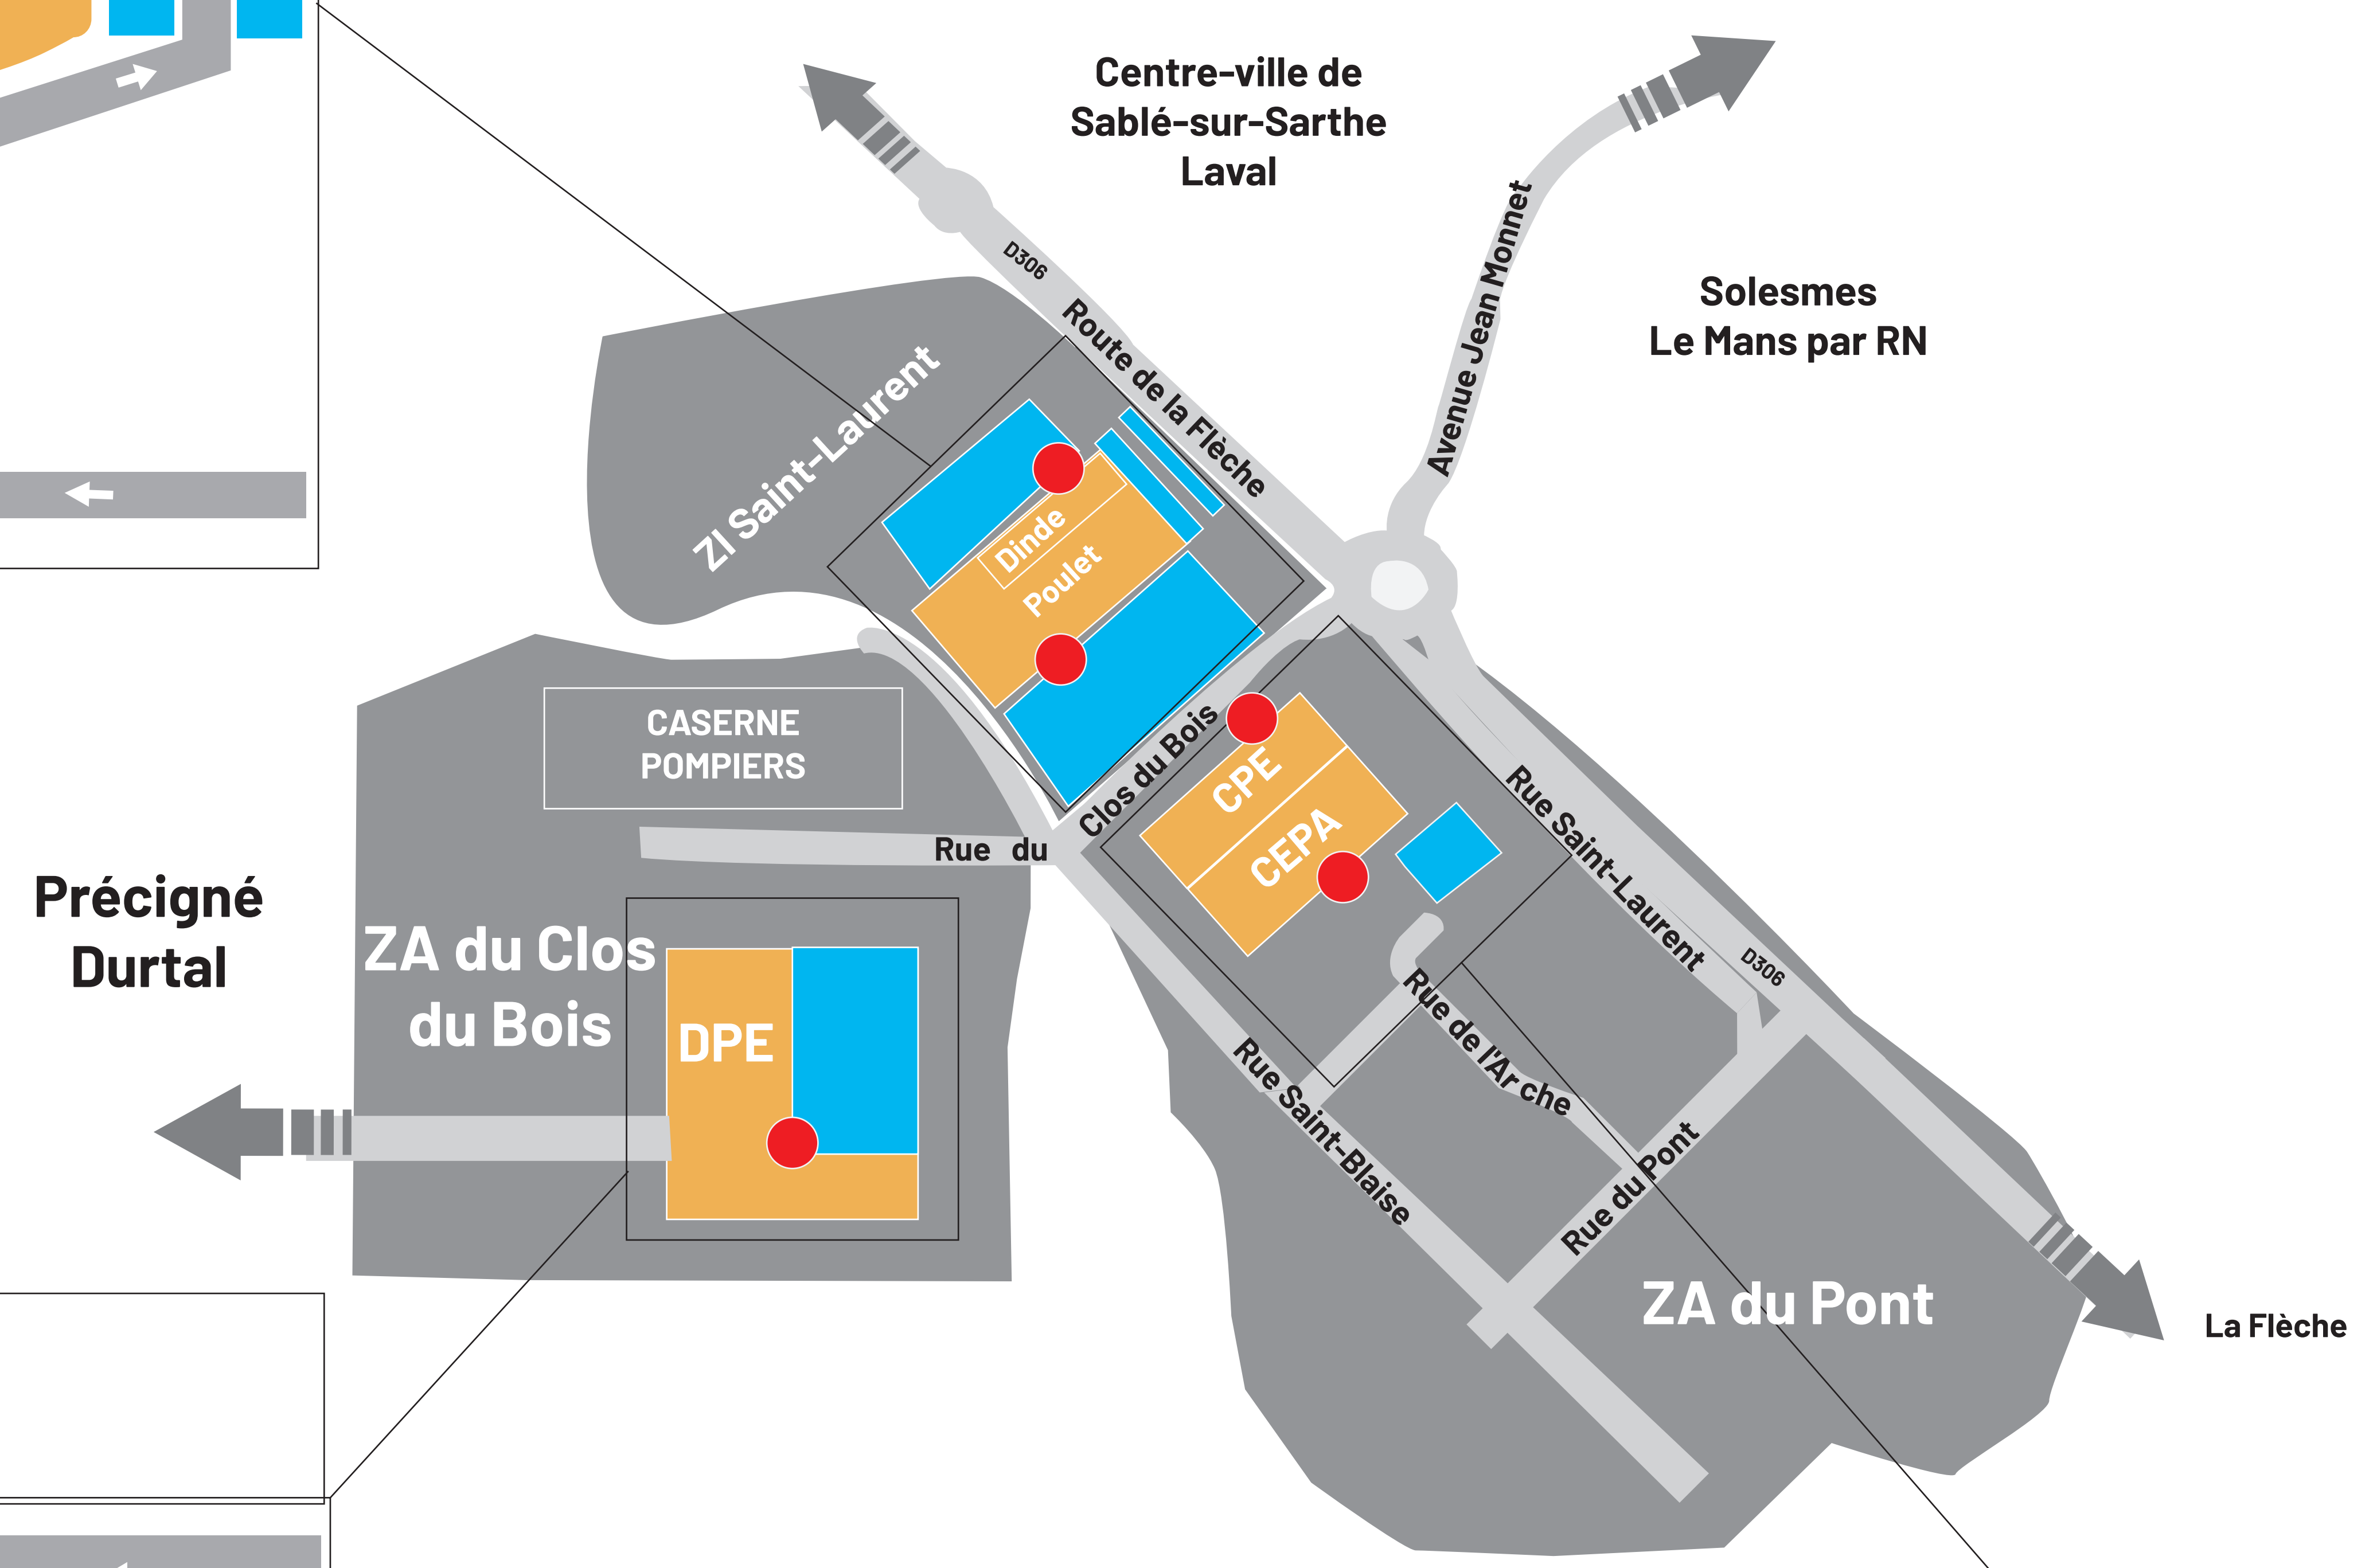 Centre-ville de
Sablé-sur-Sarthe
Laval
Solesmes
Le Mans par RN
D306
Route de la Flèche
Avenue Jean Monnet
ZI Saint-Laurent
Dinde
Poulet
CASERNE
POMPIERS
Rue du Clos du Bois
CPE
CEPA
Rue Saint-Laurent
D306
Précigné
Durtal
ZA du Clos
du Bois
DPE
Rue de l'Arche
Rue Saint-Blaise
Rue du Pont
ZA du Pont
La Flèche